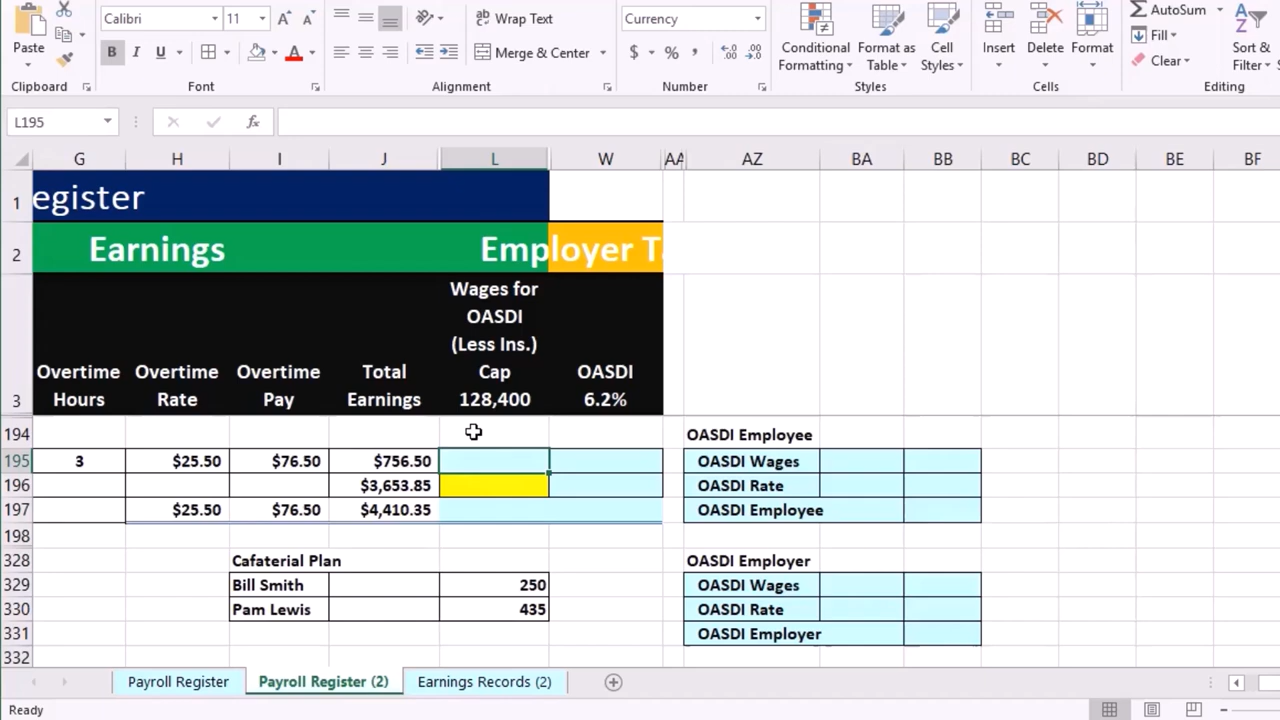 Calibri 11 Wrap Text Currency AutoSum
Paste B I U Merge & Center $ % , Conditional Formatting Format as Table Cell Styles Insert Delete Format Fill Clear Sort & Filter
Clipboard Font Alignment Number Styles Cells Editing
L195 fx
G H I J L W AA AZ BA BB BC BD BE BF
1 egister
2 Earnings Employer T
Wages for
OASDI
(Less Ins.)
Overtime Overtime Overtime Total Cap OASDI
3 Hours Rate Pay Earnings 128,400 6.2%
194 OASDI Employee
195 3 $25.50 $76.50 $756.50 OASDI Wages
196 $3,653.85 OASDI Rate
197 $25.50 $76.50 $4,410.35 OASDI Employee
198
328 Cafaterial Plan OASDI Employer
329 Bill Smith 250 OASDI Wages
330 Pam Lewis 435 OASDI Rate
331 OASDI Employer
332
Payroll Register Payroll Register (2) Earnings Records (2)
Ready